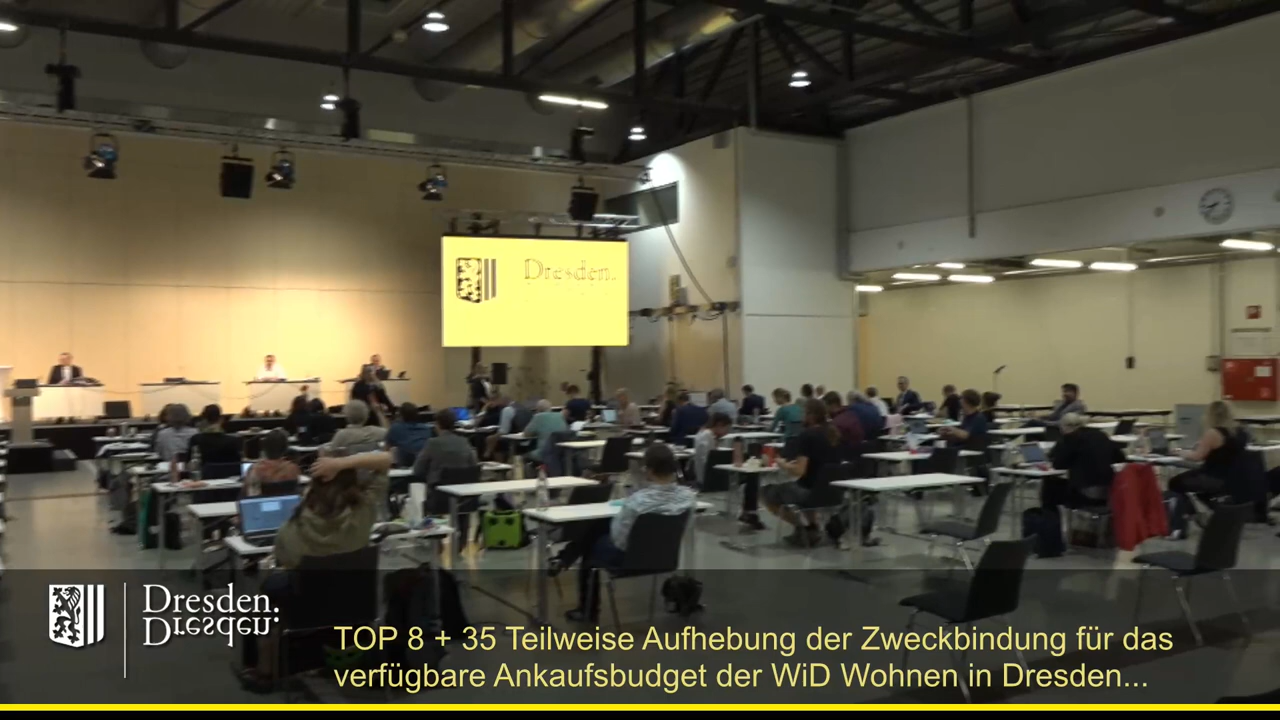 Dresden.
Dresden.
Dresden.
TOP 8 + 35 Teilweise Aufhebung der Zweckbindung für das
verfügbare Ankaufsbudget der WiD Wohnen in Dresden...